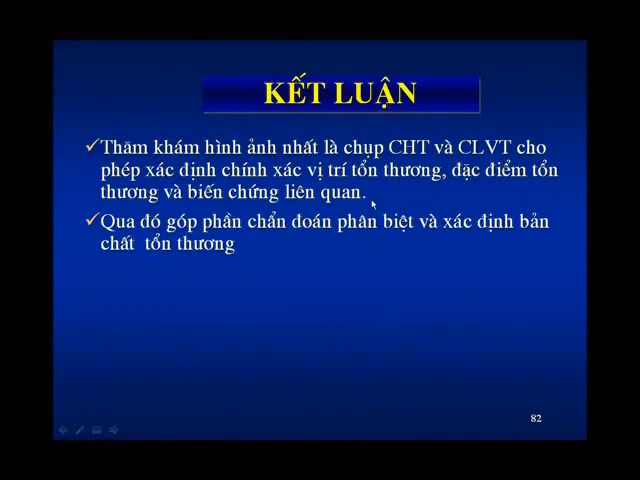 KẾT LUẬN
Thăm khám hình ảnh nhất là chụp CHT và CLVT cho
phép xác định chính xác vị trí tổn thương, đặc điểm tổn
thương và biến chứng liên quan.
Qua đó góp phần chẩn đoán phân biệt và xác định bản
chất tổn thương
82